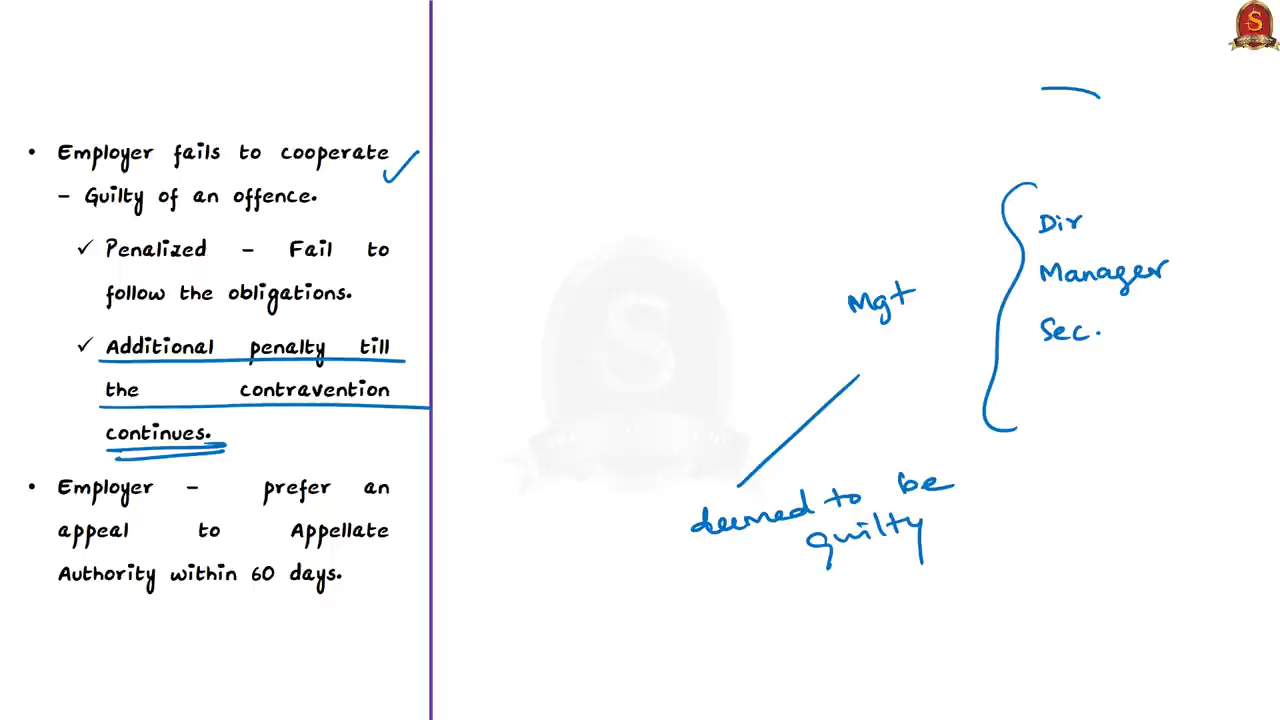 • Employer fails to cooperate
– Guilty of an offence.
✓ Penalized – Fail to
follow the obligations.
✓ Additional penalty till
the contravention
continues.
• Employer – prefer an
appeal to Appellate
Authority within 60 days.
Dir
Manager
Sec.
Mgt
deemed to be
guilty
S